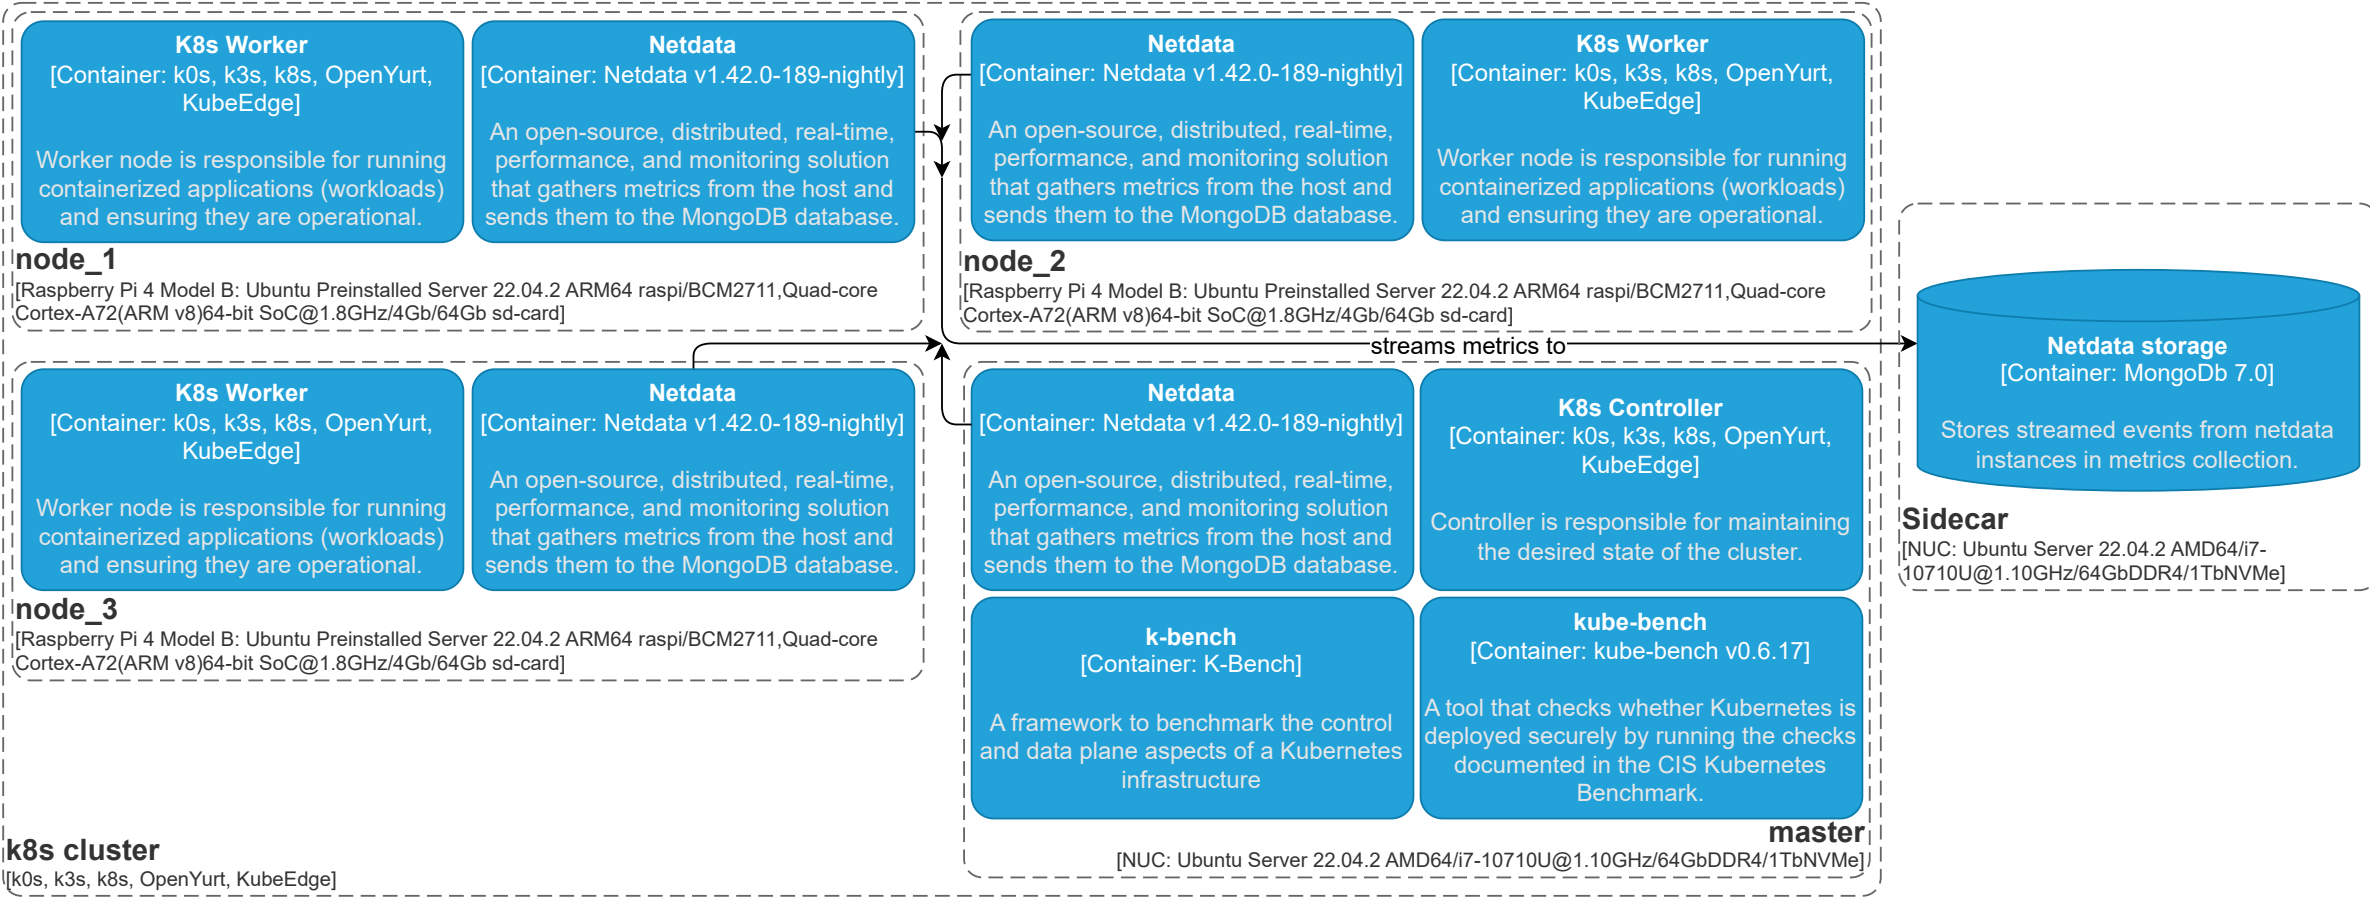 K8s Worker
[Container: k0s, k3s, k8s, OpenYurt,
KubeEdge]
Worker node is responsible for running
containerized applications (workloads)
and ensuring they are operational.
Netdata
[Container: Netdata v1.42.0-189-nightly]
An open-source, distributed, real-time,
performance, and monitoring solution
that gathers metrics from the host and
sends them to the MongoDB database.
node_1
[Raspberry Pi 4 Model B: Ubuntu Preinstalled Server 22.04.2 ARM64 raspi/BCM2711,Quad-core
Cortex-A72(ARM v8)64-bit SoC@1.8GHz/4Gb/64Gb sd-card]
Netdata
[Container: Netdata v1.42.0-189-nightly]
An open-source, distributed, real-time,
performance, and monitoring solution
that gathers metrics from the host and
sends them to the MongoDB database.
K8s Worker
[Container: k0s, k3s, k8s, OpenYurt,
KubeEdge]
Worker node is responsible for running
containerized applications (workloads)
and ensuring they are operational.
node_2
[Raspberry Pi 4 Model B: Ubuntu Preinstalled Server 22.04.2 ARM64 raspi/BCM2711,Quad-core
Cortex-A72(ARM v8)64-bit SoC@1.8GHz/4Gb/64Gb sd-card]
streams metrics to
Netdata storage
[Container: MongoDb 7.0]
Stores streamed events from netdata
instances in metrics collection.
Sidecar
[NUC: Ubuntu Server 22.04.2 AMD64/i7-
10710U@1.10GHz/64GbDDR4/1TbNVMe]
K8s Worker
[Container: k0s, k3s, k8s, OpenYurt,
KubeEdge]
Worker node is responsible for running
containerized applications (workloads)
and ensuring they are operational.
Netdata
[Container: Netdata v1.42.0-189-nightly]
An open-source, distributed, real-time,
performance, and monitoring solution
that gathers metrics from the host and
sends them to the MongoDB database.
node_3
[Raspberry Pi 4 Model B: Ubuntu Preinstalled Server 22.04.2 ARM64 raspi/BCM2711,Quad-core
Cortex-A72(ARM v8)64-bit SoC@1.8GHz/4Gb/64Gb sd-card]
Netdata
[Container: Netdata v1.42.0-189-nightly]
An open-source, distributed, real-time,
performance, and monitoring solution
that gathers metrics from the host and
sends them to the MongoDB database.
K8s Controller
[Container: k0s, k3s, k8s, OpenYurt,
KubeEdge]
Controller is responsible for maintaining
the desired state of the cluster.
k-bench
[Container: K-Bench]
A framework to benchmark the control
and data plane aspects of a Kubernetes
infrastructure
kube-bench
[Container: kube-bench v0.6.17]
A tool that checks whether Kubernetes is
deployed securely by running the checks
documented in the CIS Kubernetes
Benchmark.
master
[NUC: Ubuntu Server 22.04.2 AMD64/i7-10710U@1.10GHz/64GbDDR4/1TbNVMe]
k8s cluster
[k0s, k3s, k8s, OpenYurt, KubeEdge]